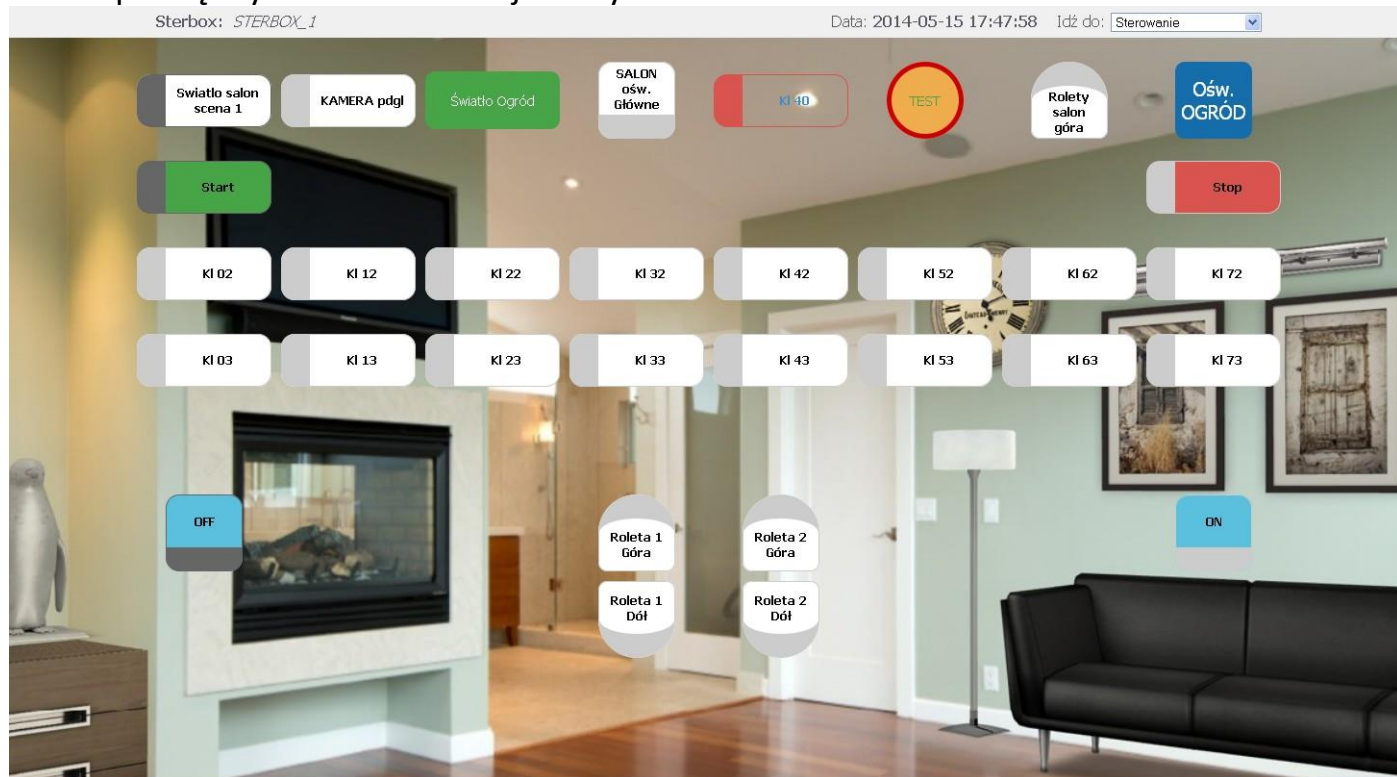 Sterbox: STERBOX_1 Data: 2014-05-15 17:47:58 Idź do: Sterowanie
Swiatlo salon
scena 1
KAMERA pdgl
Światło Ogród
SALON
ośw.
Główne
Kl 40
TEST
Rolety
salon
góra
Ośw.
OGRÓD
Start
Stop
Kl 02 Kl 12 Kl 22 Kl 32 Kl 42 Kl 52 Kl 62 Kl 72
Kl 03 Kl 13 Kl 23 Kl 33 Kl 43 Kl 53 Kl 63 Kl 73
OFF
Roleta 1
Góra
Roleta 2
Góra
ON
Roleta 1
Dół
Roleta 2
Dół